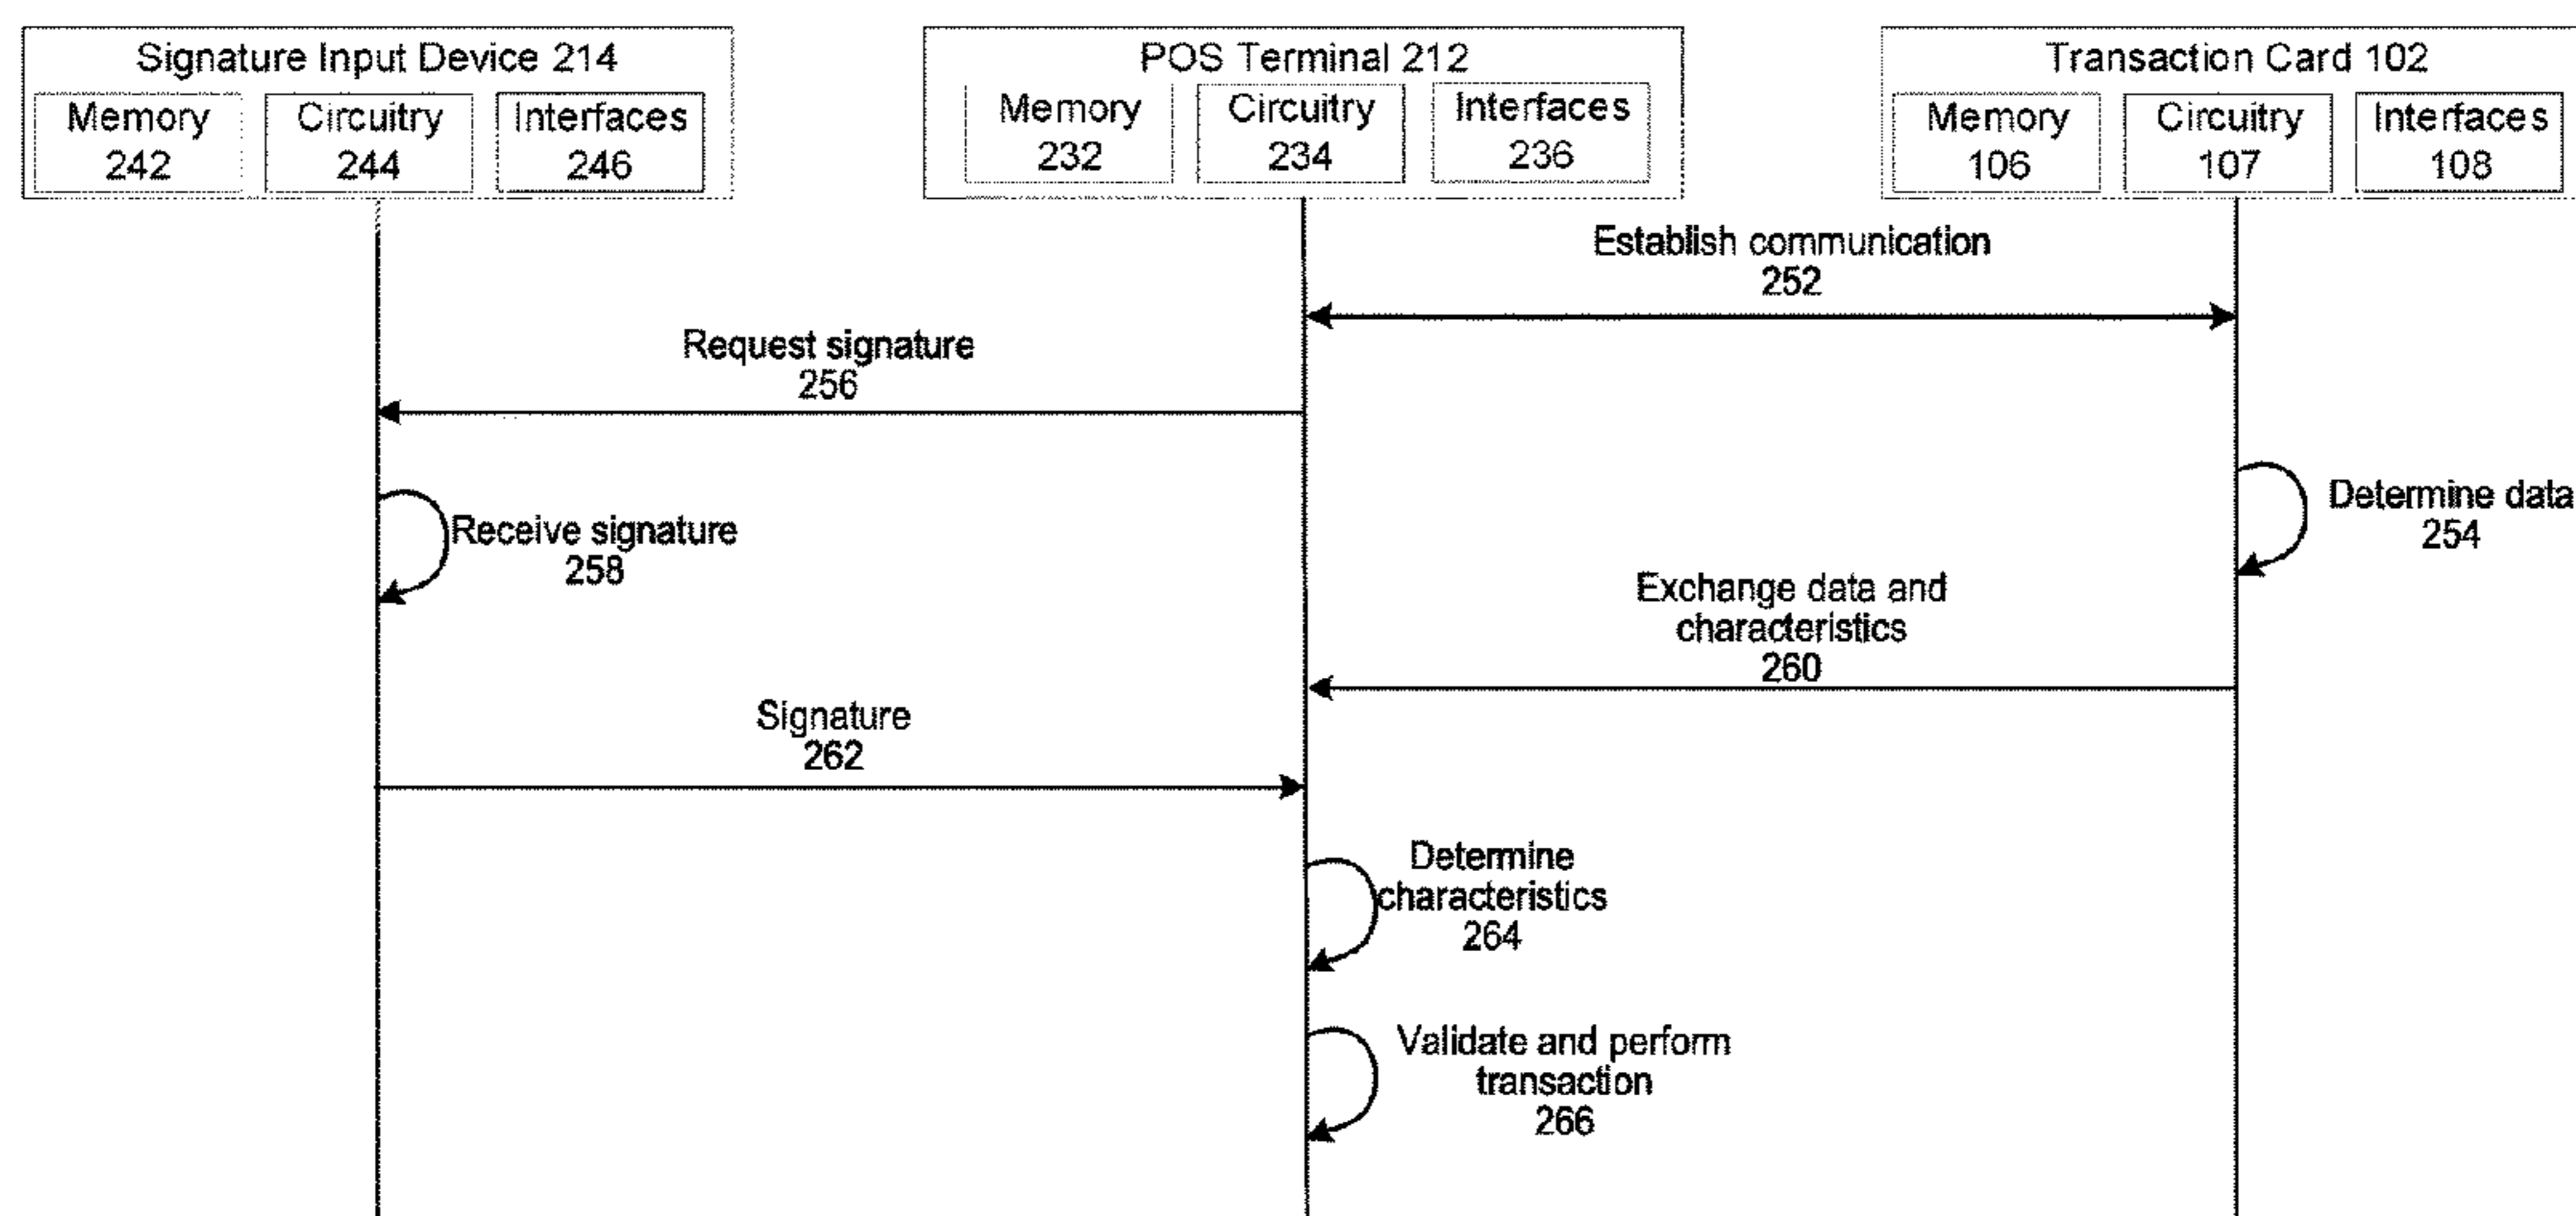 Signature Input Device 214
Memory
242
Circuitry
244
Interfaces
246
POS Terminal 212
Memory
232
Circuitry
234
Interfaces
236
Transaction Card 102
Memory
106
Circuitry
107
Interfaces
108
Establish communication
252
Request signature
256
Determine data
254
Receive signature
258
Exchange data and
characteristics
260
Signature
262
Determine
characteristics
264
Validate and perform
transaction
266